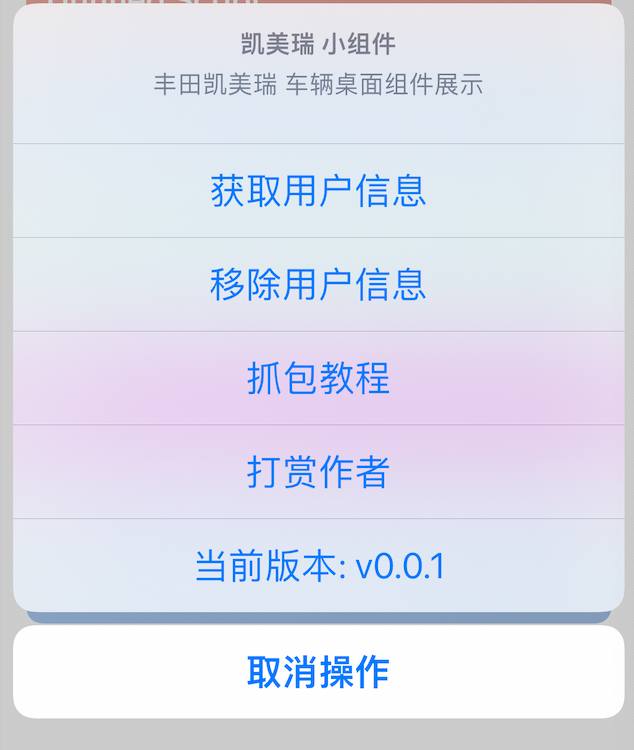 凯美瑞 小组件
丰田凯美瑞 车辆桌面组件展示
获取用户信息
移除用户信息
抓包教程
打赏作者
当前版本: v0.0.1
取消操作